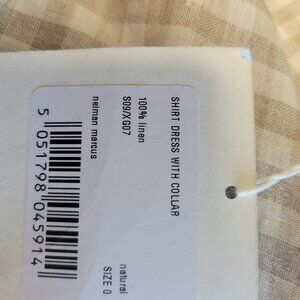 SHIRT DRESS WITH COLLAR
100% linen
S09/XG07
natural
SIZE 0
neiman marcus
5 051798 045914